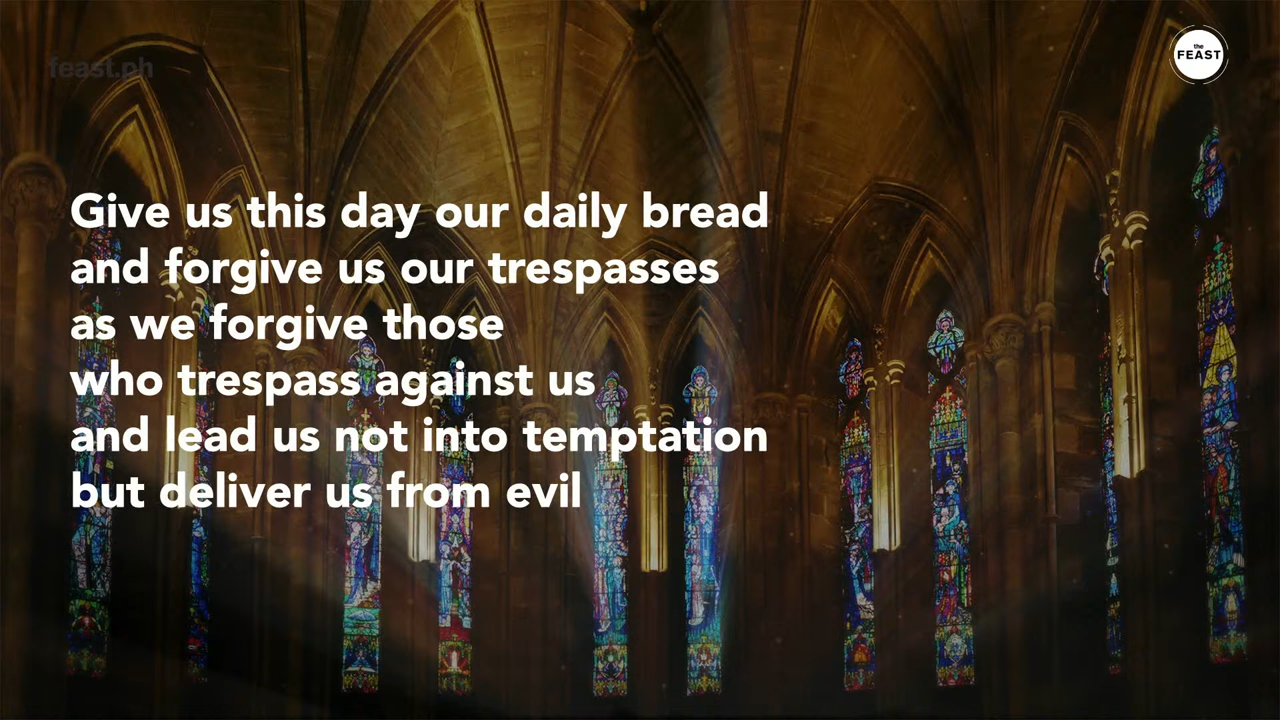 feast.ph
the
FEAST
Give us this day our daily bread
and forgive us our trespasses
as we forgive those
who trespass against us
and lead us not into temptation
but deliver us from evil